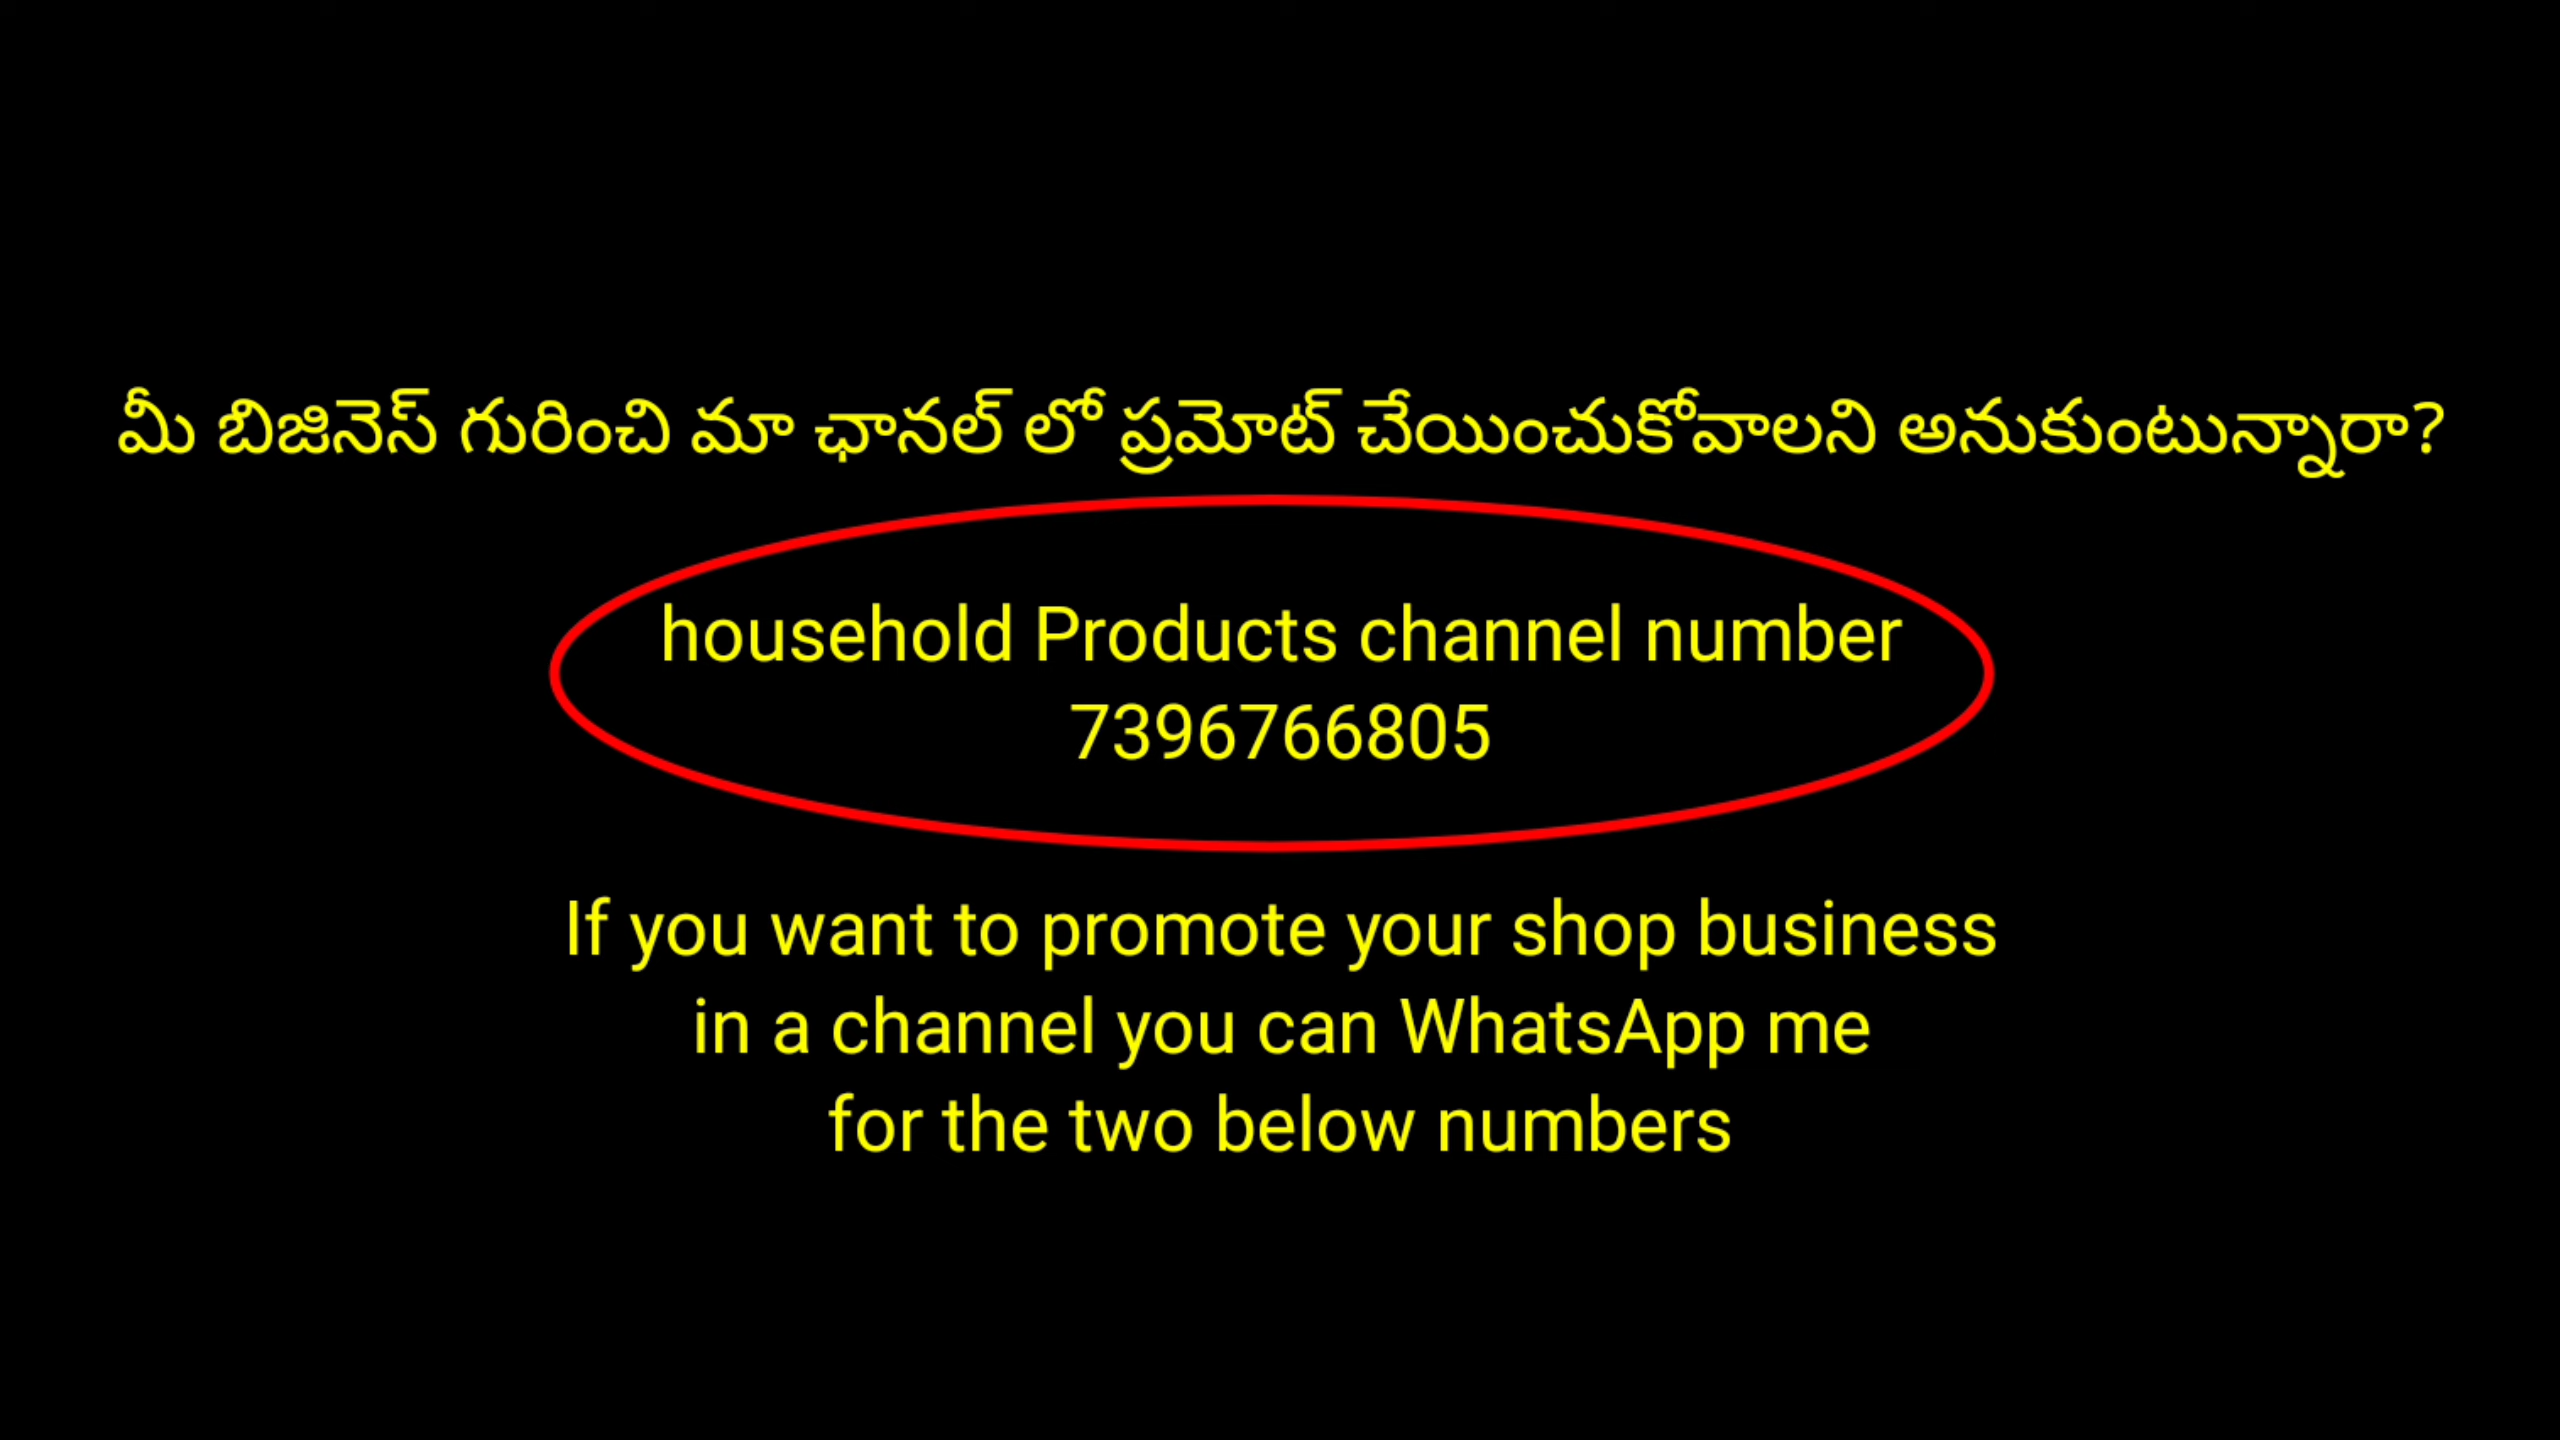 మీ బిజినెస్ గురించి మా ఛానల్ లో ప్రమోట్ చేయించుకోవాలని అనుకుంటున్నారా?
household Products channel number
7396766805
If you want to promote your shop business
in a channel you can WhatsApp me
for the two below numbers